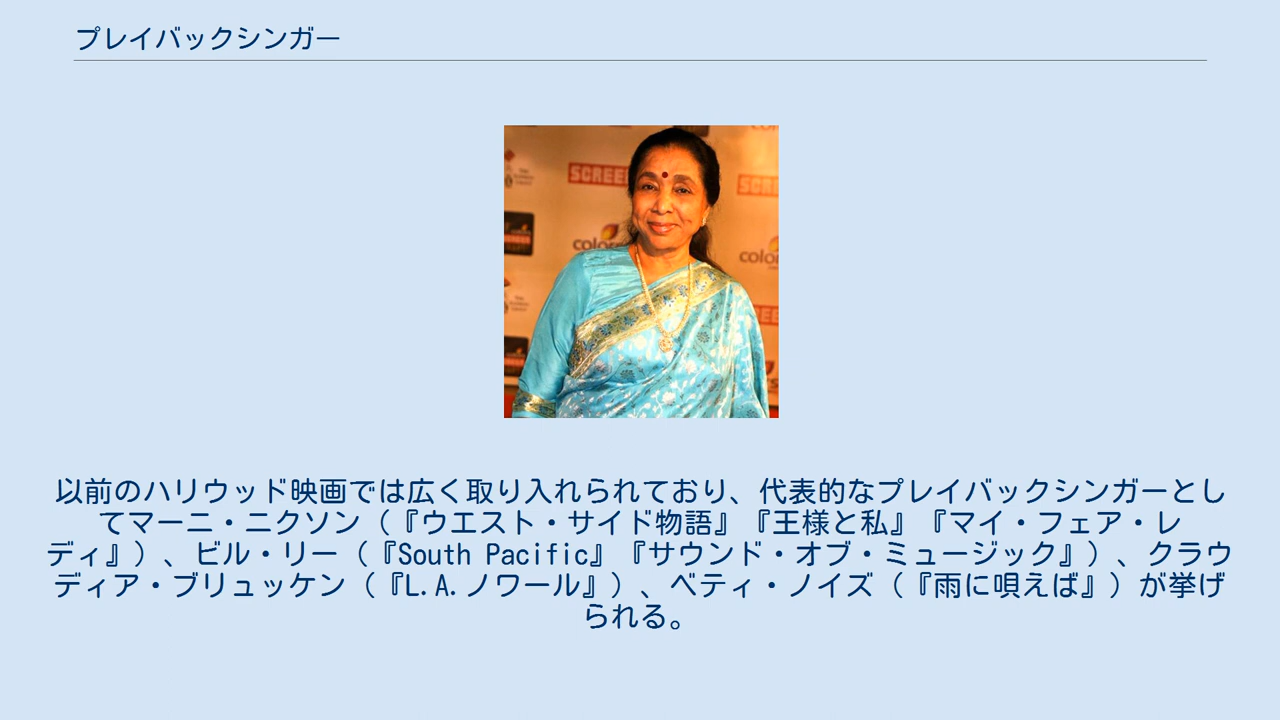 プレイバックシンガー
SCREE
SCRE
colors
color
SCREE
以前のハリウッド映画では広く取り入れられており、代表的なプレイバックシンガーとし
てマーニ・ニクソン（『ウエスト・サイド物語』『王様と私』『マイ・フェア・レ
ディ』）、ビル・リー（『South Pacific』『サウンド・オブ・ミュージック』）、クラウ
ディア・ブリュッケン（『L.A.ノワール』）、ベティ・ノイズ（『雨に唄えば』）が挙げ
られる。